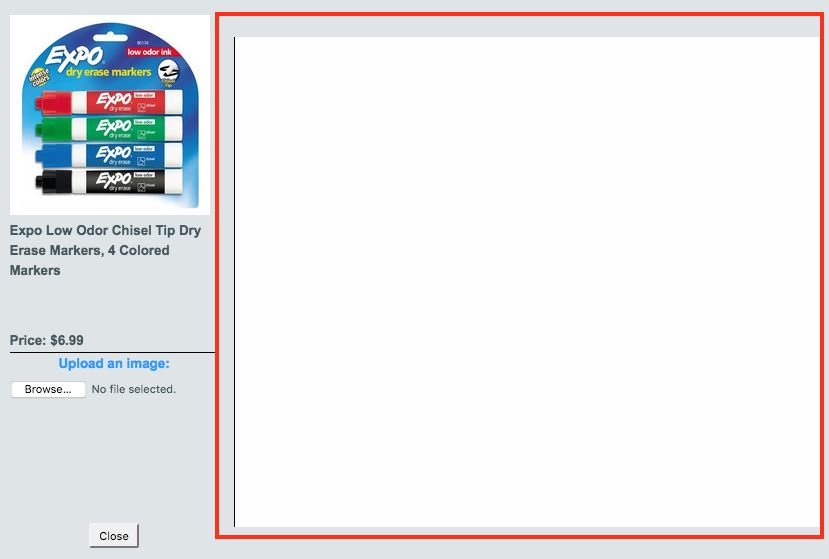 80174
low odor ink
EXPO
dry erase markers
intense
colors
Chisel
Tip
EXPO low odor
dry erase chisel
EXPO low odor
dry erase chisel
EXPO low odor
dry erase chisel
EXPO low odor
dry erase chisel
Expo Low Odor Chisel Tip Dry
Erase Markers, 4 Colored
Markers
Price: $6.99
Upload an image:
Browse... No file selected.
Close